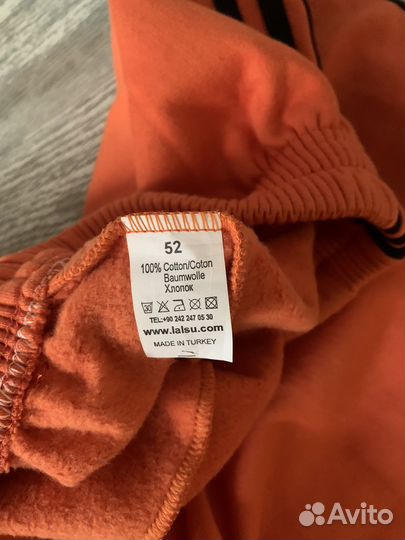 52
100% Cotton/Coton
Baumwolle
Хлопок
30
TEL:+90 242 247 05 30
www.lalsu.com
MADE IN TURKEY
Avito